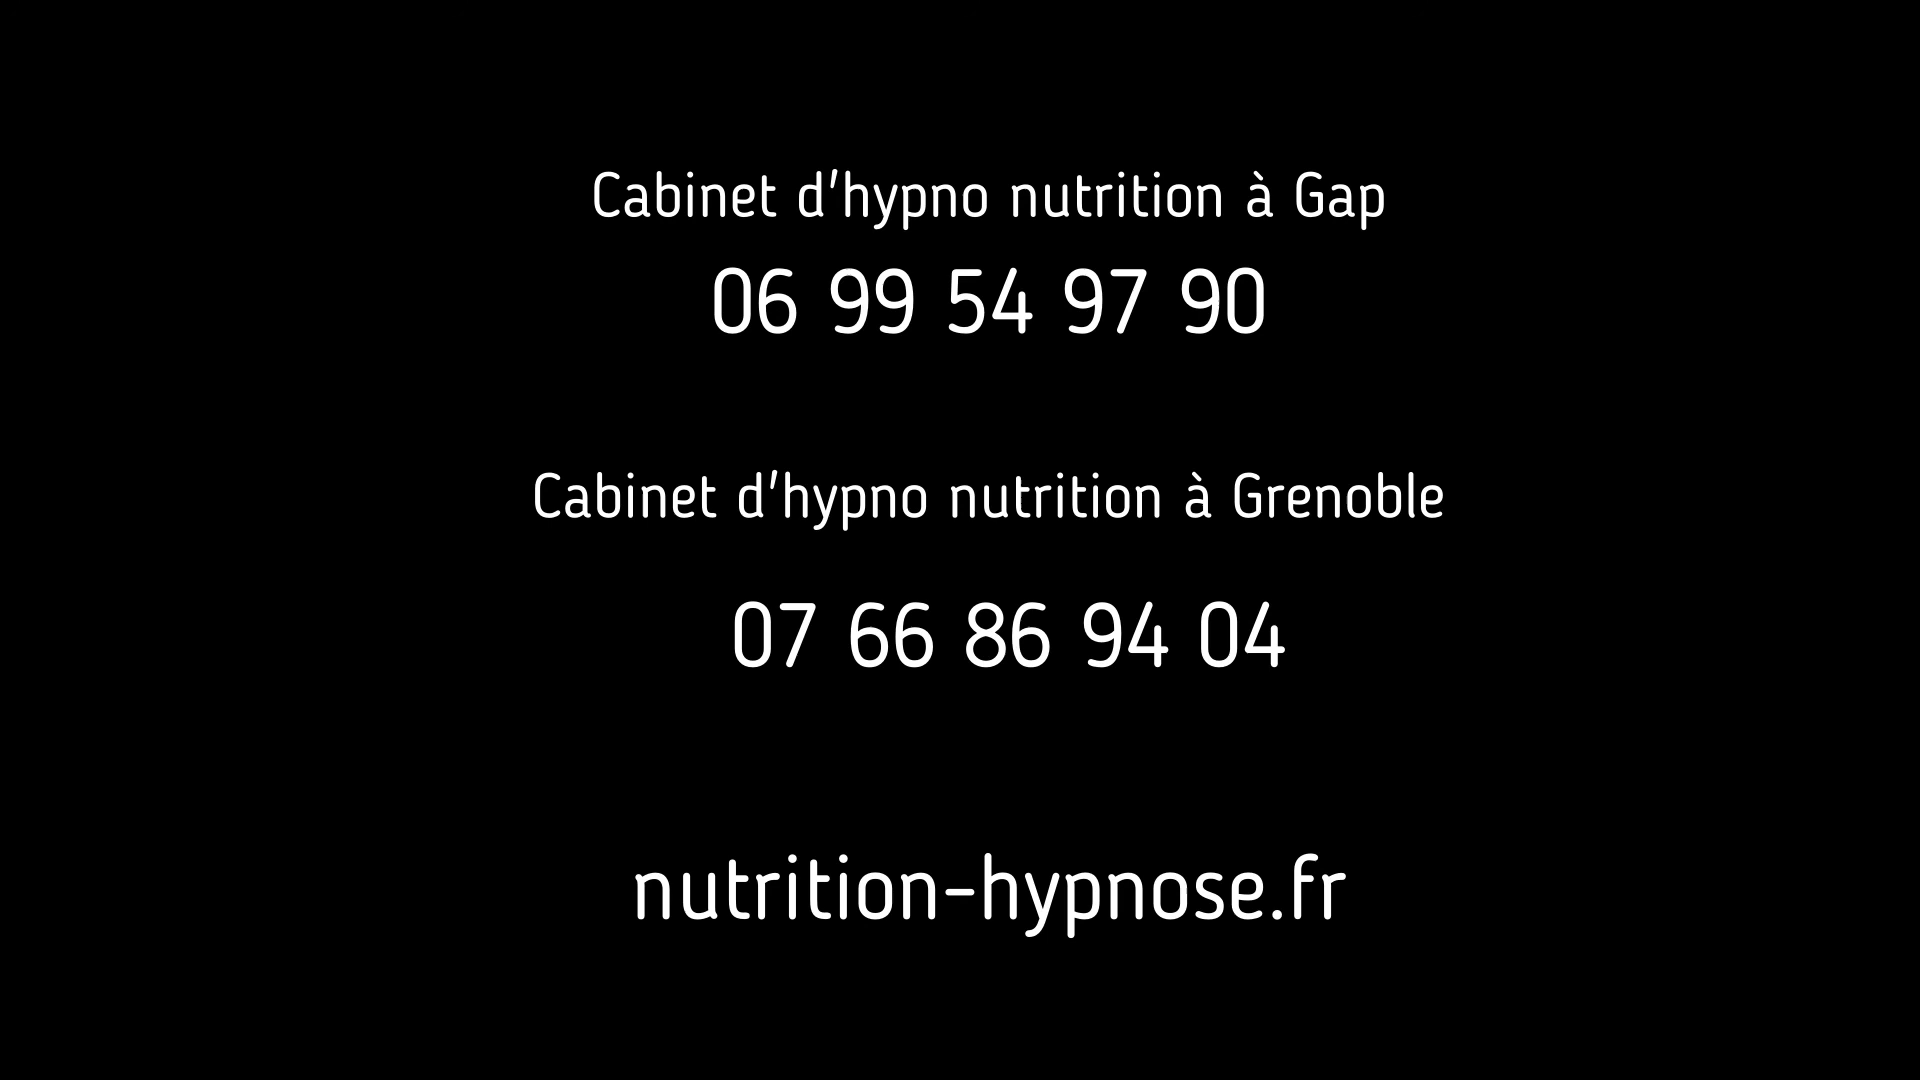 Cabinet d'hypno nutrition à Gap
06 99 54 97 90
Cabinet d'hypno nutrition à Grenoble
07 66 86 94 04
nutrition-hypnose.fr